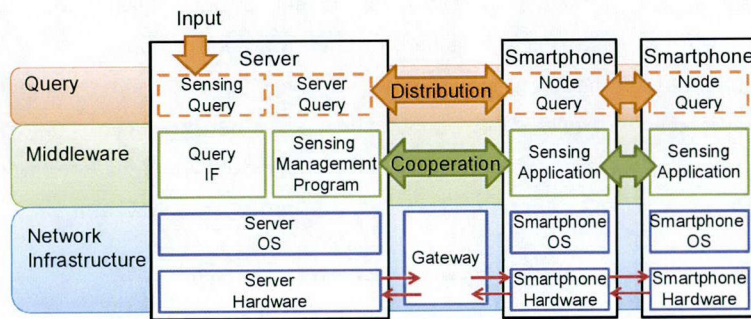 Input
Server
Smartphone
Smartphone
Query
Sensing
Query
Server
Query
Distribution
Node
Query
Node
Query
Middleware
Query
IF
Sensing
Management
Program
Cooperation
Sensing
Application
Sensing
Application
Network
Infrastructure
Server
OS
Gateway
Smartphone
OS
Smartphone
OS
Server
Hardware
Smartphone
Hardware
Smartphone
Hardware